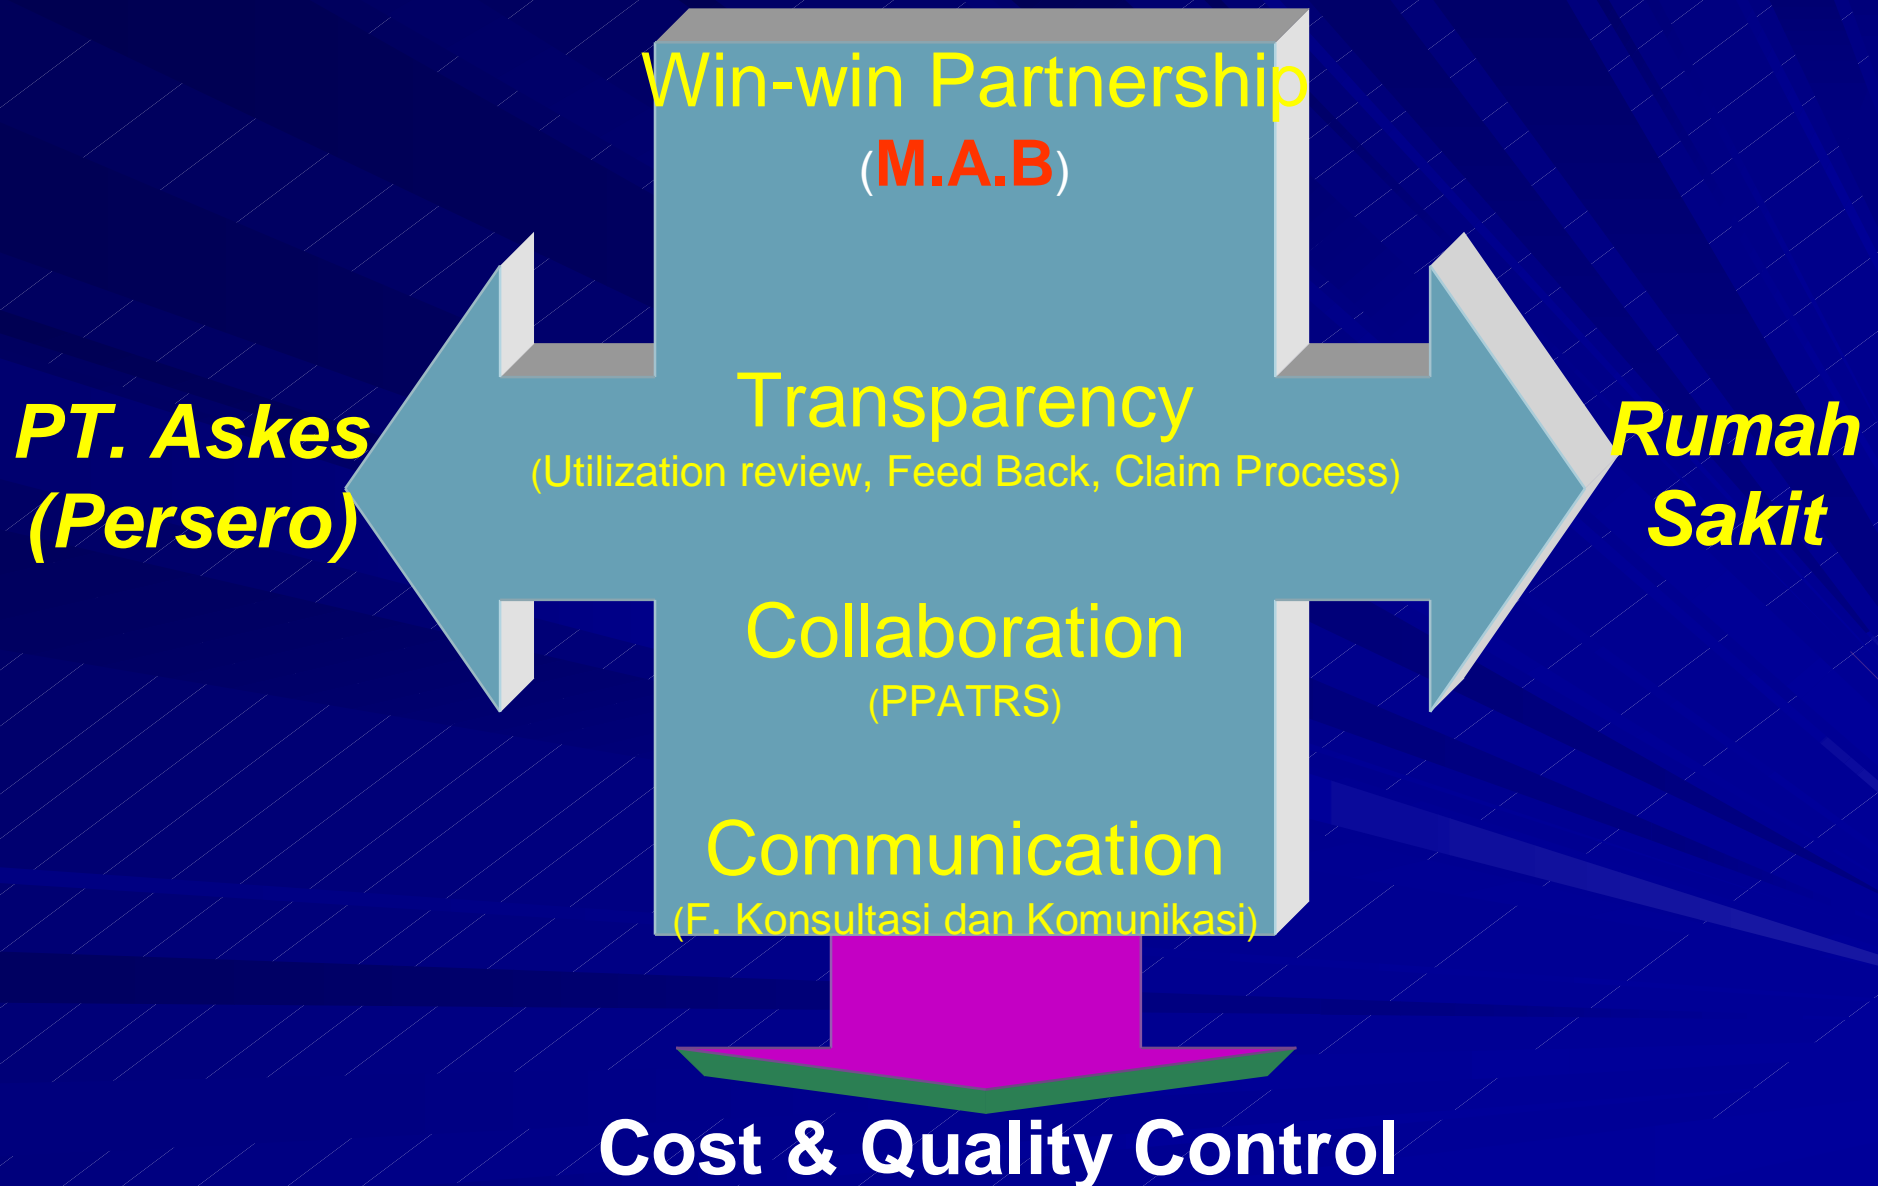 Win-win Partnership
(M.A.B)
PT. Askes
(Persero)
Transparency
(Utilization review, Feed Back, Claim Process)
Collaboration
(PPATRS)
Communication
(F. Konsultasi dan Komunikasi)
Rumah
Sakit
Cost & Quality Control